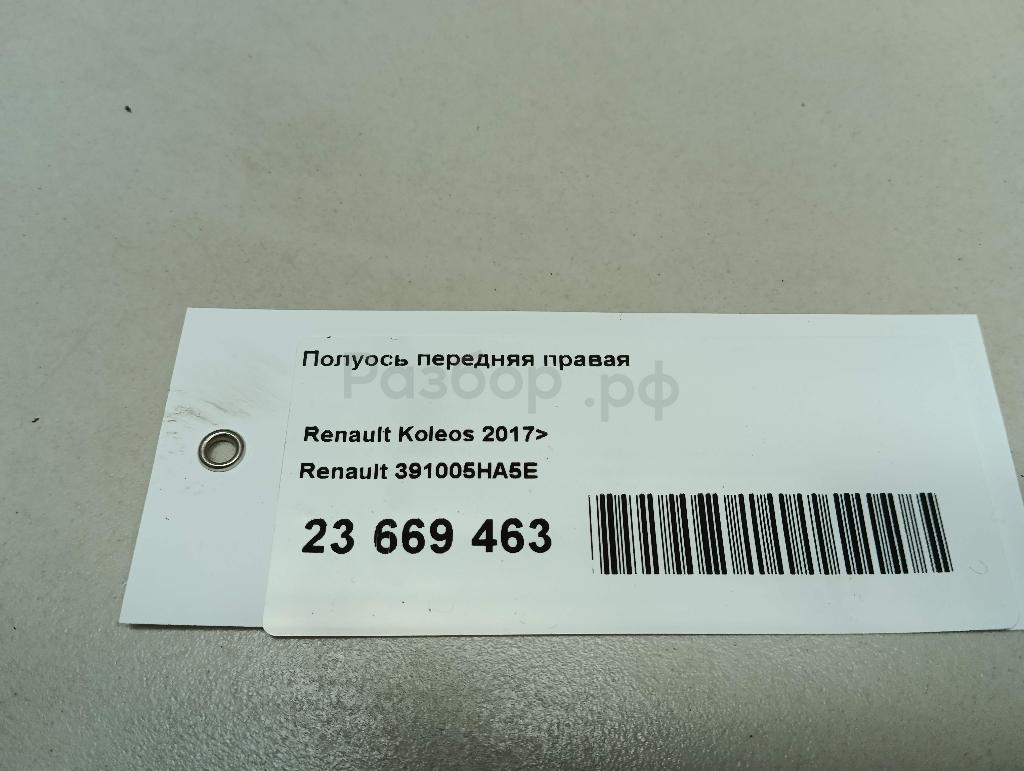 Полуось передняя правая
Разбор.рф
Renault Koleos 2017>
Renault 391005HA5E
23 669 463